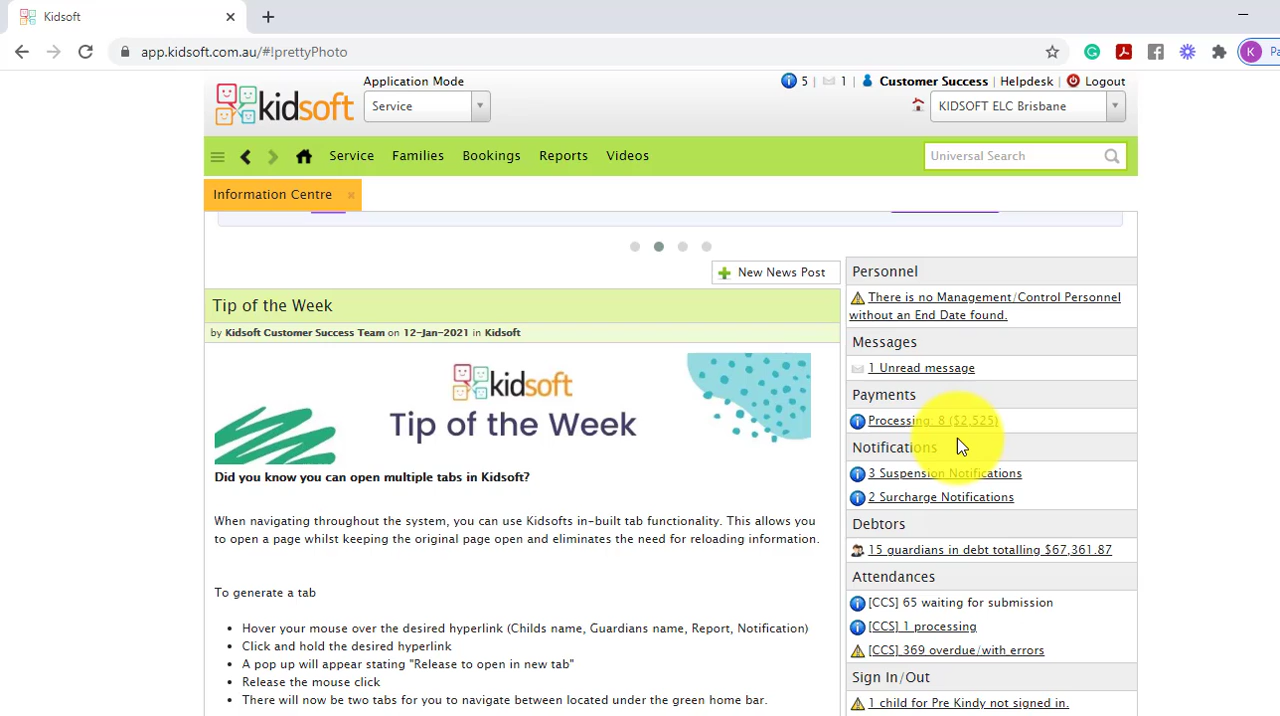 Kidsoft
app.kidsoft.com.au/#!prettyPhoto
K Pa
kidsoft
Application Mode
Service
5 | 1 | Customer Success | Helpdesk | Logout
KIDSOFT ELC Brisbane
Service Families Bookings Reports Videos
Universal Search
Information Centre
New News Post
Tip of the Week
by Kidsoft Customer Success Team on 12-Jan-2021 in Kidsoft
kidsoft
Tip of the Week
Did you know you can open multiple tabs in Kidsoft?
When navigating throughout the system, you can use Kidsofts in-built tab functionality. This allows you
to open a page whilst keeping the original page open and eliminates the need for reloading information.
To generate a tab
• Hover your mouse over the desired hyperlink (Childs name, Guardians name, Report, Notification)
• Click and hold the desired hyperlink
• A pop up will appear stating "Release to open in new tab"
• Release the mouse click
• There will now be two tabs for you to navigate between located under the green home bar.
Personnel
There is no Management/Control Personnel
without an End Date found.
Messages
1 Unread message
Payments
Processing: 8 ($2,525)
Notifications
3 Suspension Notifications
2 Surcharge Notifications
Debtors
15 guardians in debt totalling $67,361.87
Attendances
[CCS] 65 waiting for submission
[CCS] 1 processing
[CCS] 369 overdue/with errors
Sign In/Out
1 child for Pre Kindy not signed in.